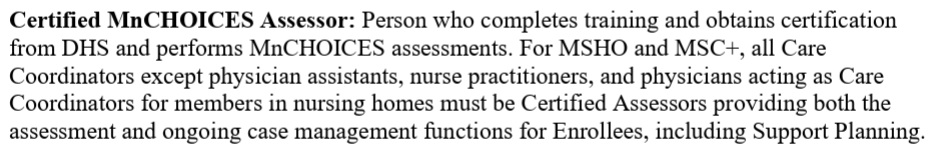 Certified MnCHOICES Assessor: Person who completes training and obtains certification
from DHS and performs MnCHOICES assessments. For MSHO and MSC+, all Care
Coordinators except physician assistants, nurse practitioners, and physicians acting as Care
Coordinators for members in nursing homes must be Certified Assessors providing both the
assessment and ongoing case management functions for Enrollees, including Support Planning.